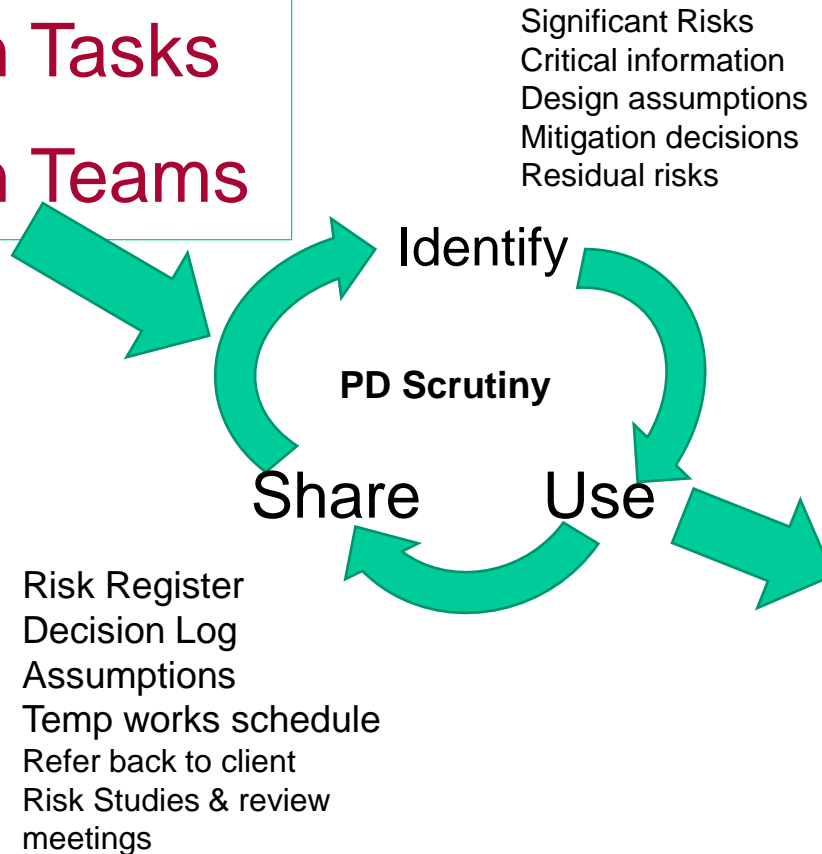 Tasks
Teams
Significant Risks
Critical information
Design assumptions
Mitigation decisions
Residual risks
Identify
PD Scrutiny
Share
Use
Risk Register
Decision Log
Assumptions
Temp works schedule
Refer back to client
Risk Studies & review
meetings